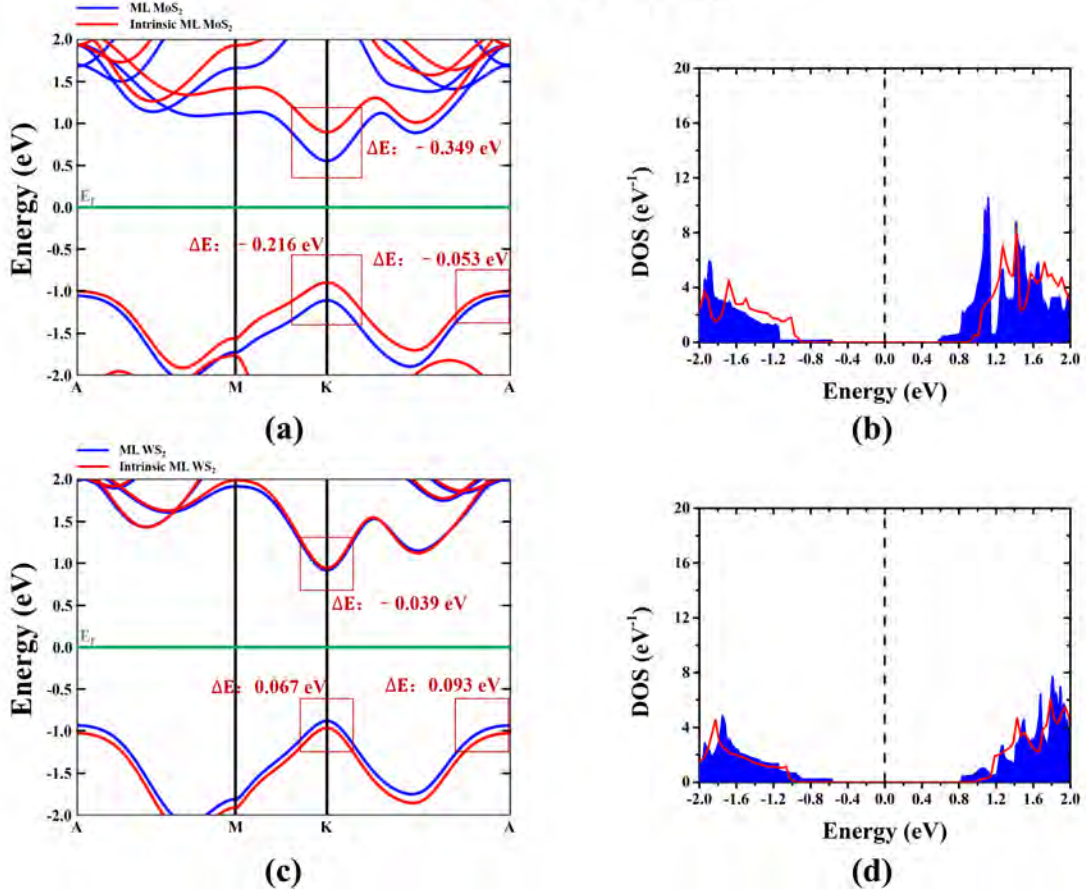 ML MoS₂
Intrinsic ML MoS₂
2.0
1.5
1.0
0.5
0.0
-0.5
-1.0
-1.5
-2.0
Energy (eV)
E_f
ΔE: -0.349 eV
ΔE: -0.216 eV
ΔE: -0.053 eV
A M K A
(a)
20
16
12
8
4
0
DOS (eV⁻¹)
-2.0 -1.6 -1.2 -0.8 -0.4 0.0 0.4 0.8 1.2 1.6 2.0
Energy (eV)
(b)
ML WS₂
Intrinsic ML WS₂
2.0
1.5
1.0
0.5
0.0
-0.5
-1.0
-1.5
-2.0
Energy (eV)
E_f
ΔE: -0.039 eV
ΔE: 0.067 eV
ΔE: 0.093 eV
A M K A
(c)
20
16
12
8
4
0
DOS (eV⁻¹)
-2.0 -1.6 -1.2 -0.8 -0.4 0.0 0.4 0.8 1.2 1.6 2.0
Energy (eV)
(d)